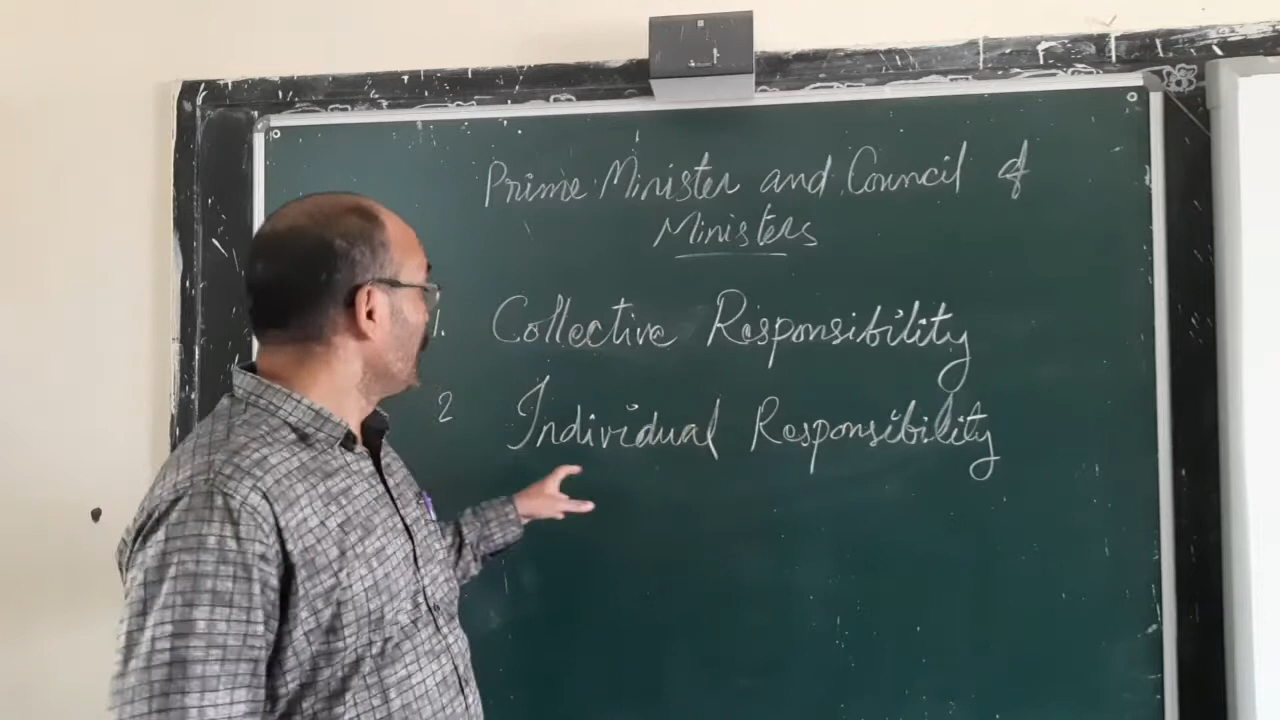 Prime Minister and Council of
Ministers
1. Collective Responsibility
2 Individual Responsibility